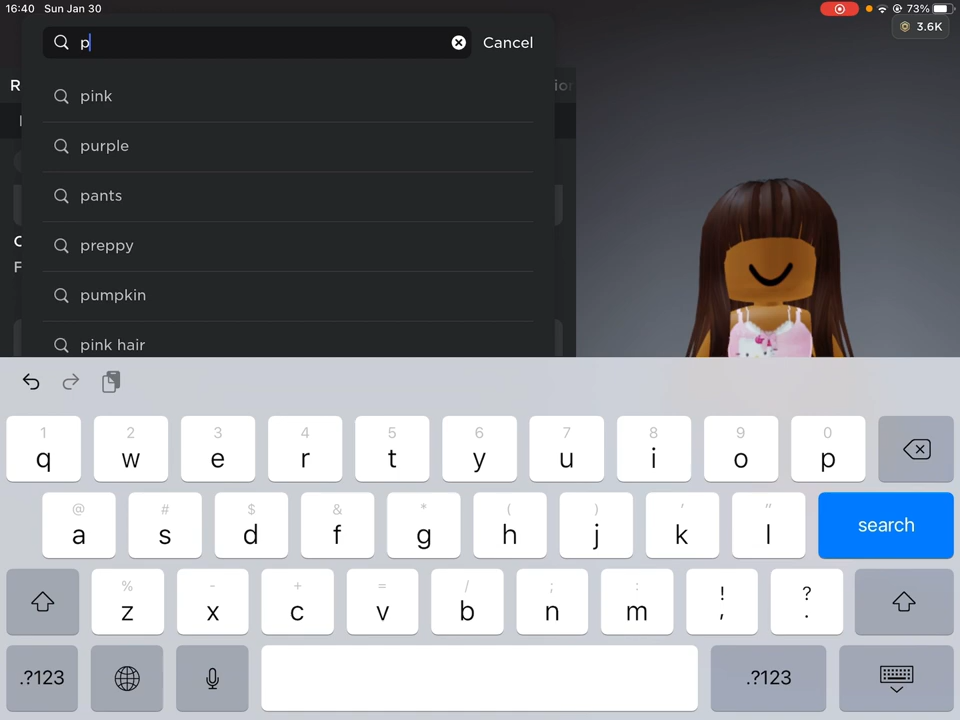 16:40 Sun Jan 30 73%
3.6K
p Cancel
R ion
pink
purple
pants
preppy
C
F
pumpkin
pink hair
1 2 3 4 5 6 7 8 9 0
q w e r t y u i o p
@ # $ & * ( ) ' "
a s d f g h j k l search
% - + = / ; : ! ?
z x c v b n m , .
.?123 .?123